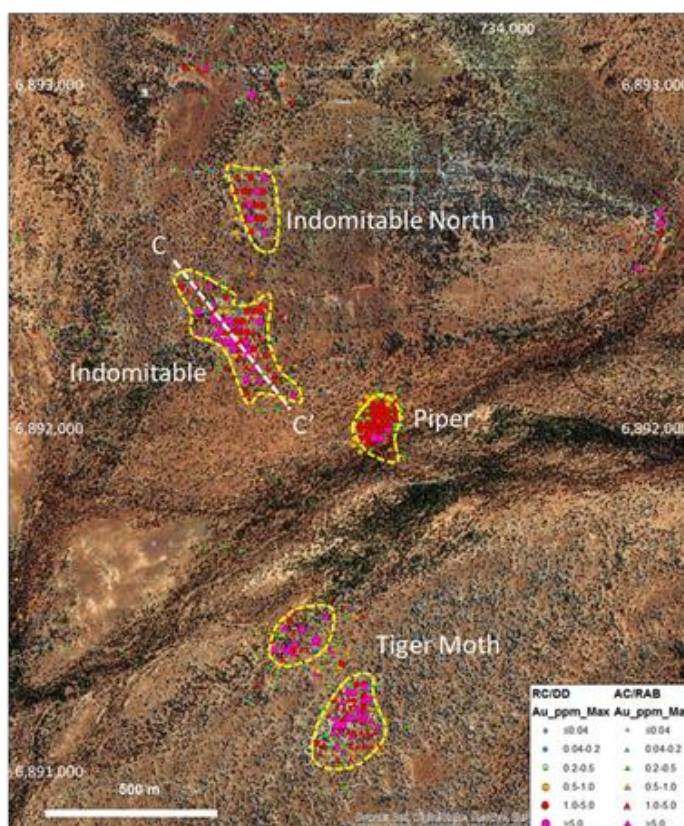 734,000
6,893,000 6,893,000
Indomitable North
C
Indomitable
C'
Piper
6,892,000 6,892,000
Tiger Moth
RC/DD AC/RAB
Au_ppm_Max Au_ppm_Max
≤0.04 ≤0.04
0.04-0.2 0.04-0.2
0.2-0.5 0.2-0.5
0.5-1.0 0.5-1.0
1.0-5.0 1.0-5.0
>5.0 >5.0
6,891,000
500 m